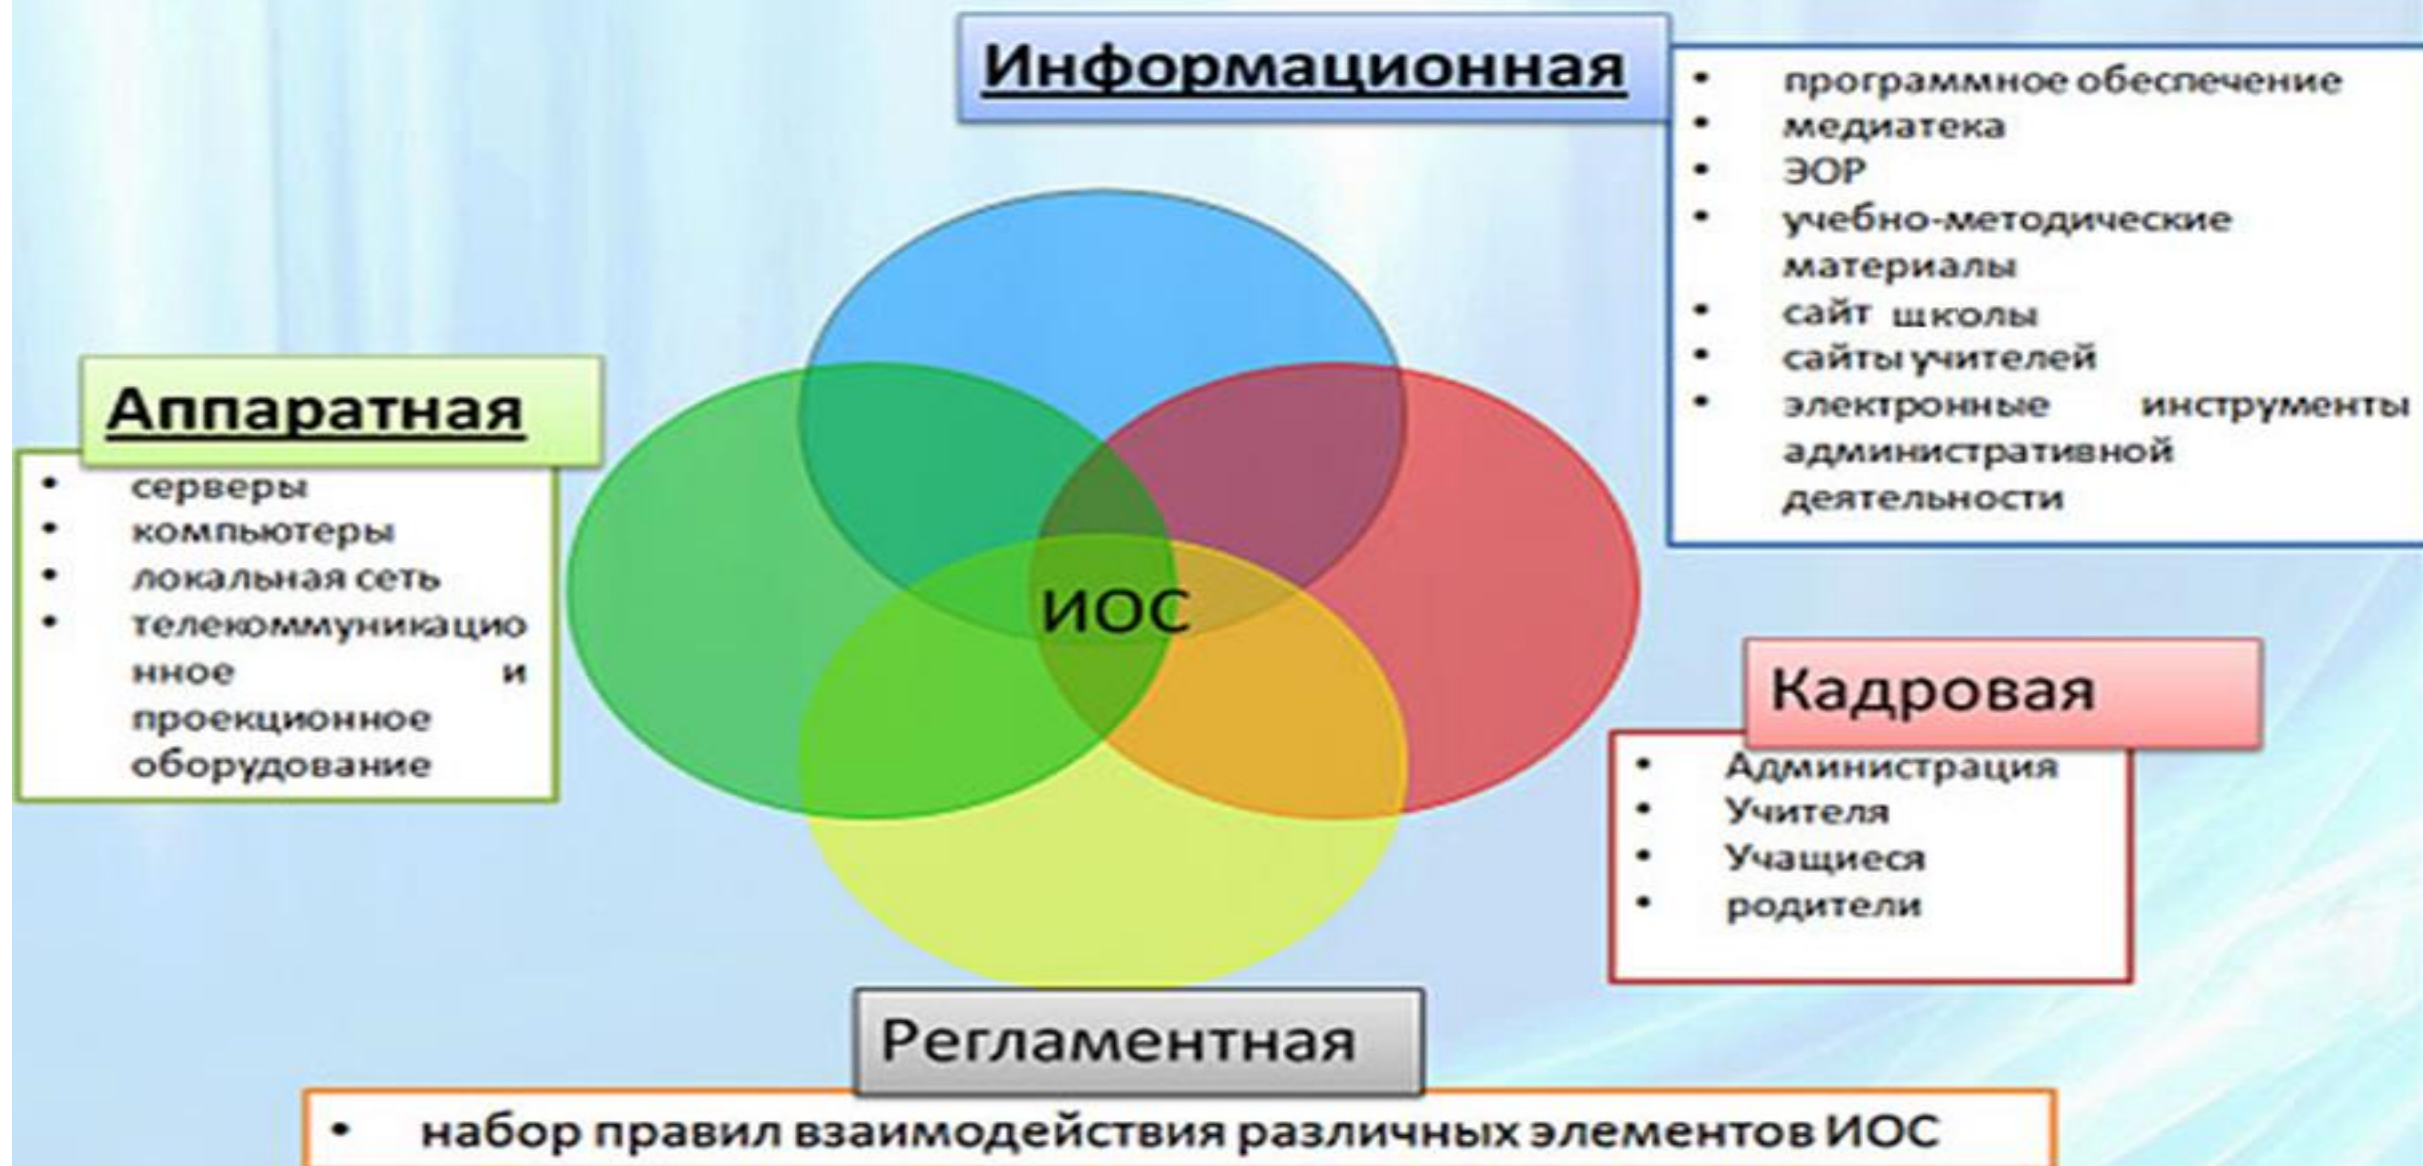 Информационная
• программное обеспечение
• медиатека
• ЭОР
• учебно-методические
материалы
• сайт школы
• сайты учителей
• электронные инструменты
административной
деятельности
Аппаратная
• серверы
• компьютеры
• локальная сеть
• телекоммуникацио
нное и
проекционное
оборудование
ИОС
Кадровая
• Администрация
• Учителя
• Учащиеся
• родители
Регламентная
• набор правил взаимодействия различных элементов ИОС